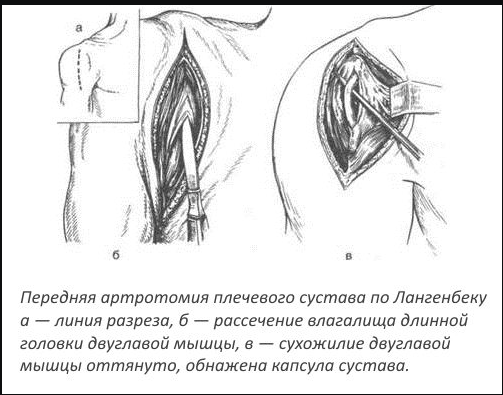 а
б
в
Передняя артротомия плечевого сустава по Лангенбеку
а — линия разреза, б — рассечение влагалища длинной
головки двуглавой мышцы, в — сухожилие двуглавой
мышцы оттянуто, обнажена капсула сустава.